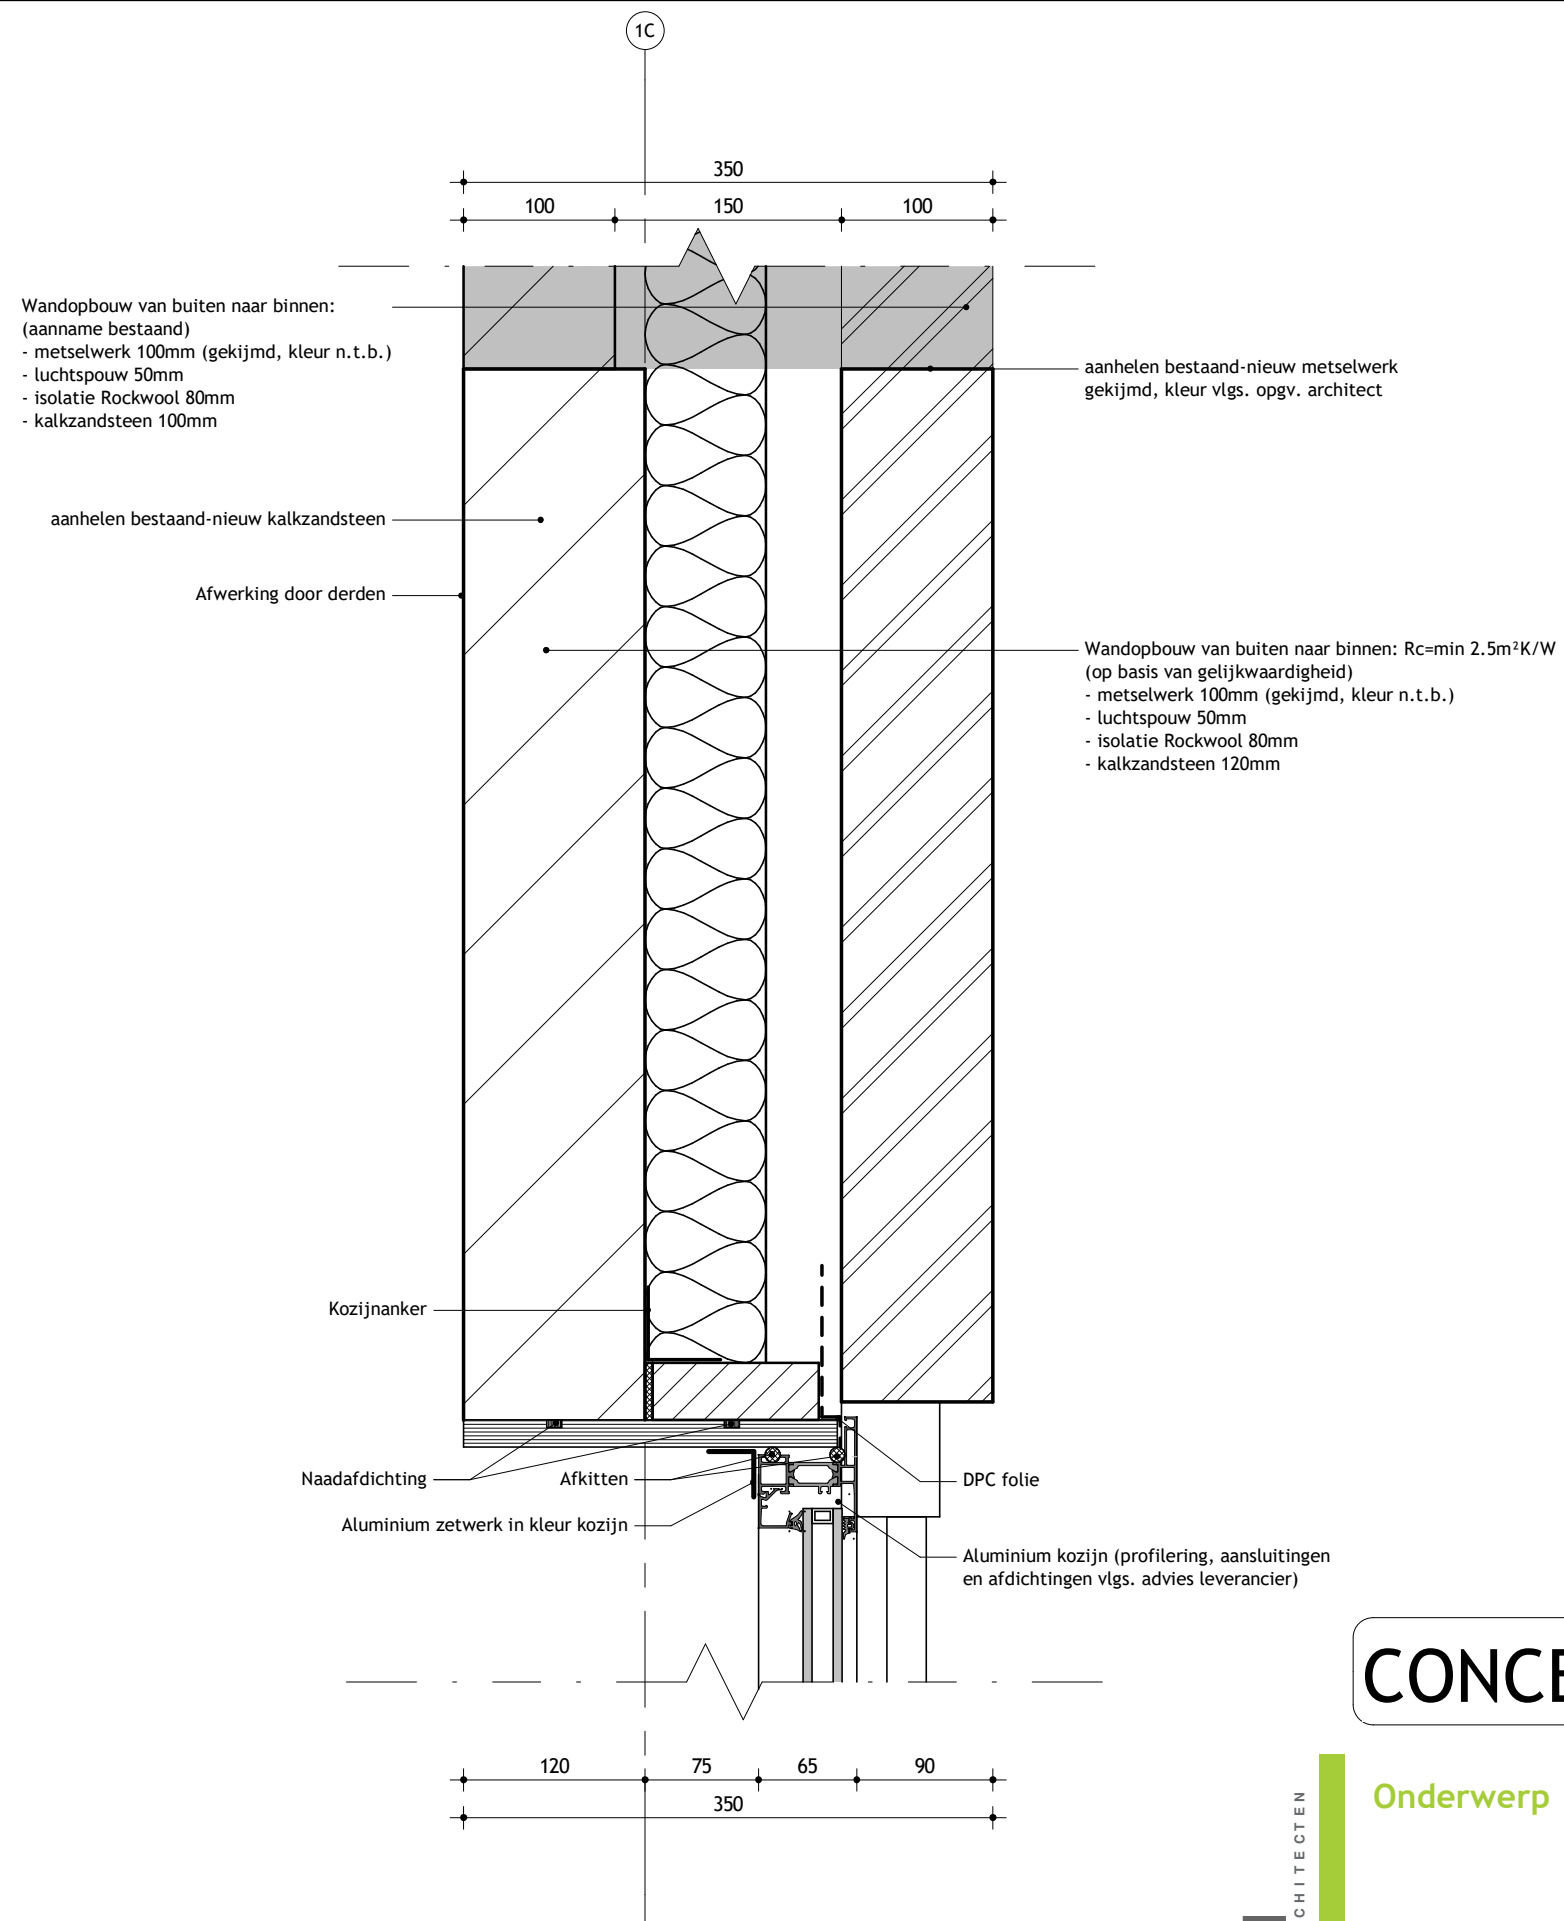 1C
350
100 150 100
Wandopbouw van buiten naar binnen:
(aanname bestaand)
- metselwerk 100mm (gekijmd, kleur n.t.b.)
- luchtspouw 50mm
- isolatie Rockwool 80mm
- kalkzandsteen 100mm
aanhelen bestaand-nieuw metselwerk
gekijmd, kleur vlgs. opgv. architect
aanhelen bestaand-nieuw kalkzandsteen
Afwerking door derden
Wandopbouw van buiten naar binnen: Rc=min 2.5m²K/W
(op basis van gelijkwaardigheid)
- metselwerk 100mm (gekijmd, kleur n.t.b.)
- luchtspouw 50mm
- isolatie Rockwool 80mm
- kalkzandsteen 120mm
Kozijnanker
Naadafdichting
Afkitten
DPC folie
Aluminium zetwerk in kleur kozijn
Aluminium kozijn (profilering, aansluitingen
en afdichtingen vlgs. advies leverancier)
CONCE
120 75 65 90
350
Onderwerp
CHITECTEN